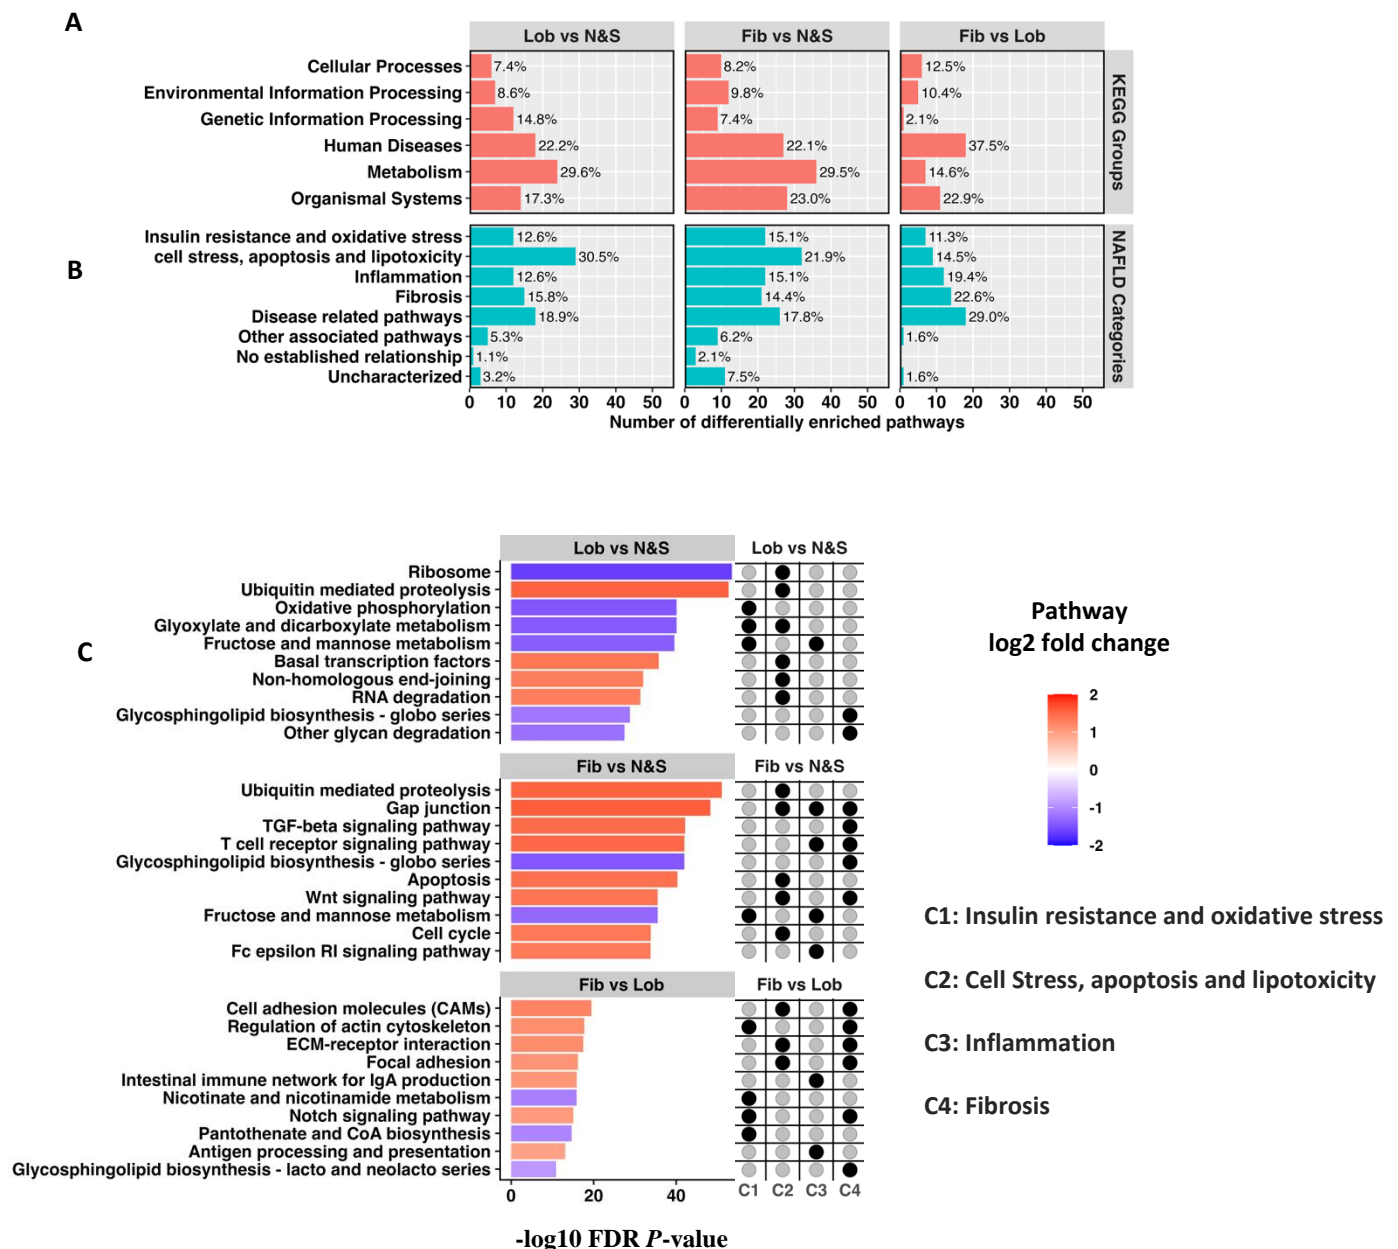 A
Lob vs N&S
Fib vs N&S
Fib vs Lob
Cellular Processes 7.4% 8.2% 12.5%
Environmental Information Processing 8.6% 9.8% 10.4%
Genetic Information Processing 14.8% 7.4% 2.1%
Human Diseases 22.2% 22.1% 37.5%
Metabolism 29.6% 29.5% 14.6%
Organismal Systems 17.3% 23.0% 22.9%
KEGG Groups
B
Insulin resistance and oxidative stress 12.6% 15.1% 11.3%
cell stress, apoptosis and lipotoxicity 30.5% 21.9% 14.5%
Inflammation 12.6% 15.1% 19.4%
Fibrosis 15.8% 14.4% 22.6%
Disease related pathways 18.9% 17.8% 29.0%
Other associated pathways 5.3% 6.2% 1.6%
No established relationship 1.1% 2.1%
Uncharacterized 3.2% 7.5% 1.6%
NAFLD Categories
0 10 20 30 40 50 0 10 20 30 40 50 0 10 20 30 40 50
Number of differentially enriched pathways
C
Lob vs N&S Lob vs N&S
Ribosome
Ubiquitin mediated proteolysis
Oxidative phosphorylation
Glyoxylate and dicarboxylate metabolism
Fructose and mannose metabolism
Basal transcription factors
Non-homologous end-joining
RNA degradation
Glycosphingolipid biosynthesis - globo series
Other glycan degradation
Fib vs N&S Fib vs N&S
Ubiquitin mediated proteolysis
Gap junction
TGF-beta signaling pathway
T cell receptor signaling pathway
Glycosphingolipid biosynthesis - globo series
Apoptosis
Wnt signaling pathway
Fructose and mannose metabolism
Cell cycle
Fc epsilon RI signaling pathway
Fib vs Lob Fib vs Lob
Cell adhesion molecules (CAMs)
Regulation of actin cytoskeleton
ECM-receptor interaction
Focal adhesion
Intestinal immune network for IgA production
Nicotinate and nicotinamide metabolism
Notch signaling pathway
Pantothenate and CoA biosynthesis
Antigen processing and presentation
Glycosphingolipid biosynthesis - lacto and neolacto series
0 20 40 C1 C2 C3 C4
-log10 FDR P-value
Pathway
log2 fold change
2
1
0
-1
-2
C1: Insulin resistance and oxidative stress
C2: Cell Stress, apoptosis and lipotoxicity
C3: Inflammation
C4: Fibrosis